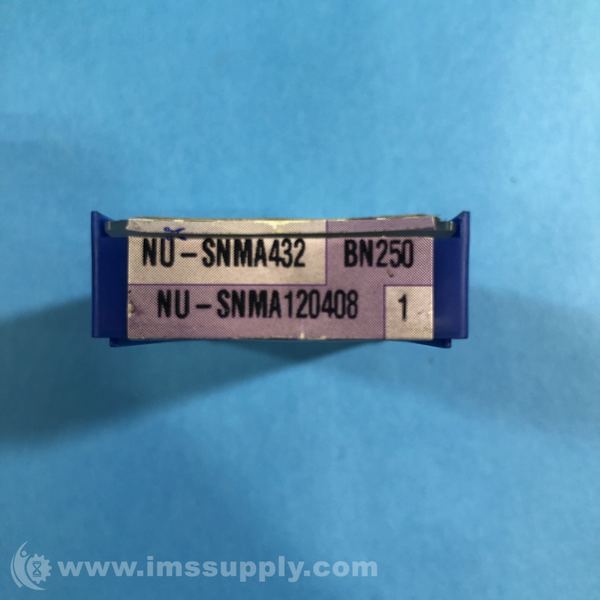 NU-SNMA432 BN250
NU-SNMA120408 1
www.imssupply.com